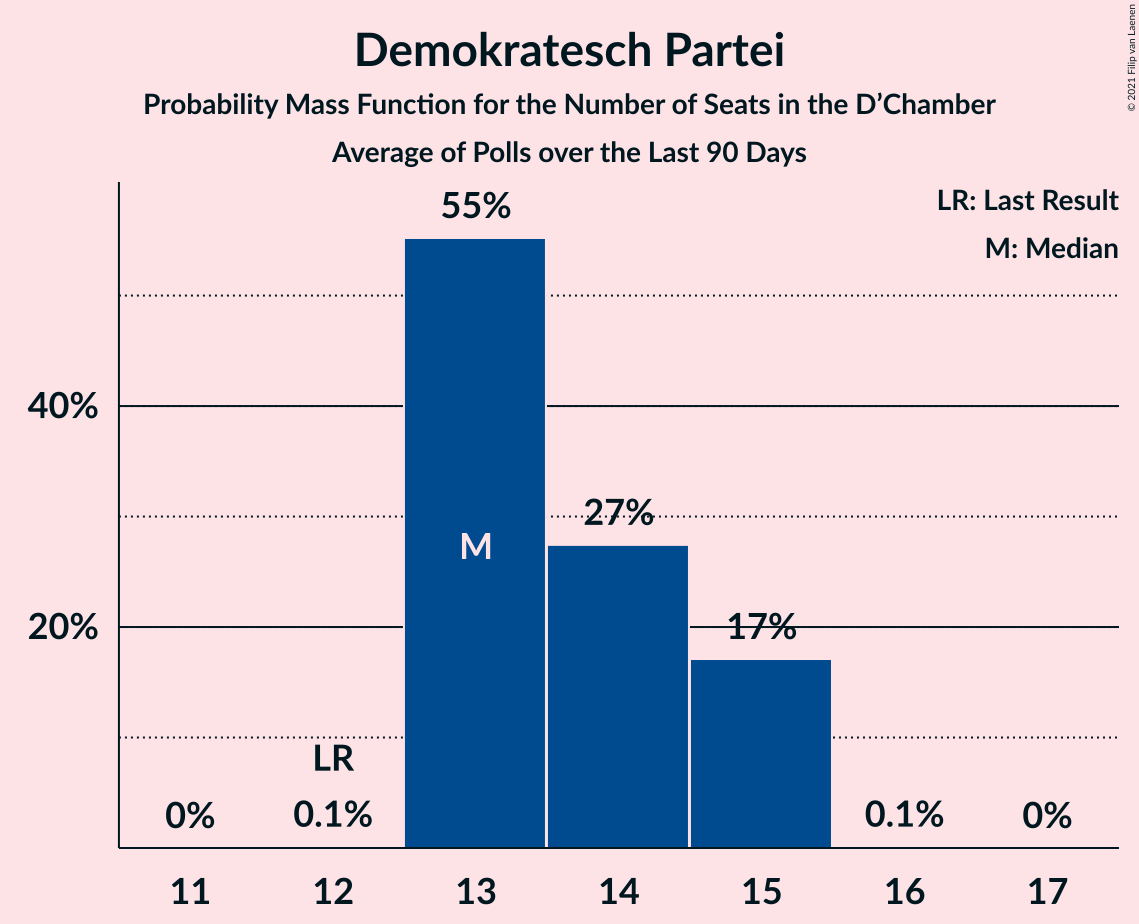 Demokratesch Partei
Probability Mass Function for the Number of Seats in the D’Chamber
Average of Polls over the Last 90 Days
© 2021 Filip van Laenen
LR: Last Result
M: Median
55%
40%
27%
M
20%
17%
LR
0%
0.1%
0.1%
0%
11
12
13
14
15
16
17